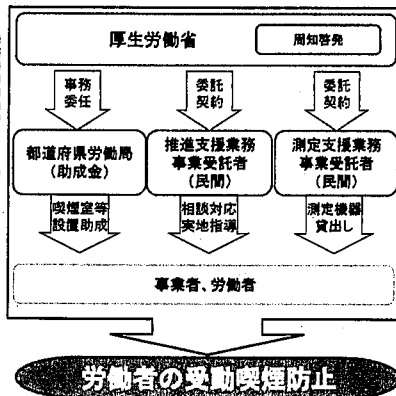 厚生労働省
周知啓発
事務
委任
委託
契約
委託
契約
都道府県労働局
(助成金)
推進支援業務
事業受託者
(民間)
測定支援業務
事業受託者
(民間)
喫煙室等
設置助成
相談対応
実地指導
測定機器
貸出し
事業者、労働者
労働者の受動喫煙防止